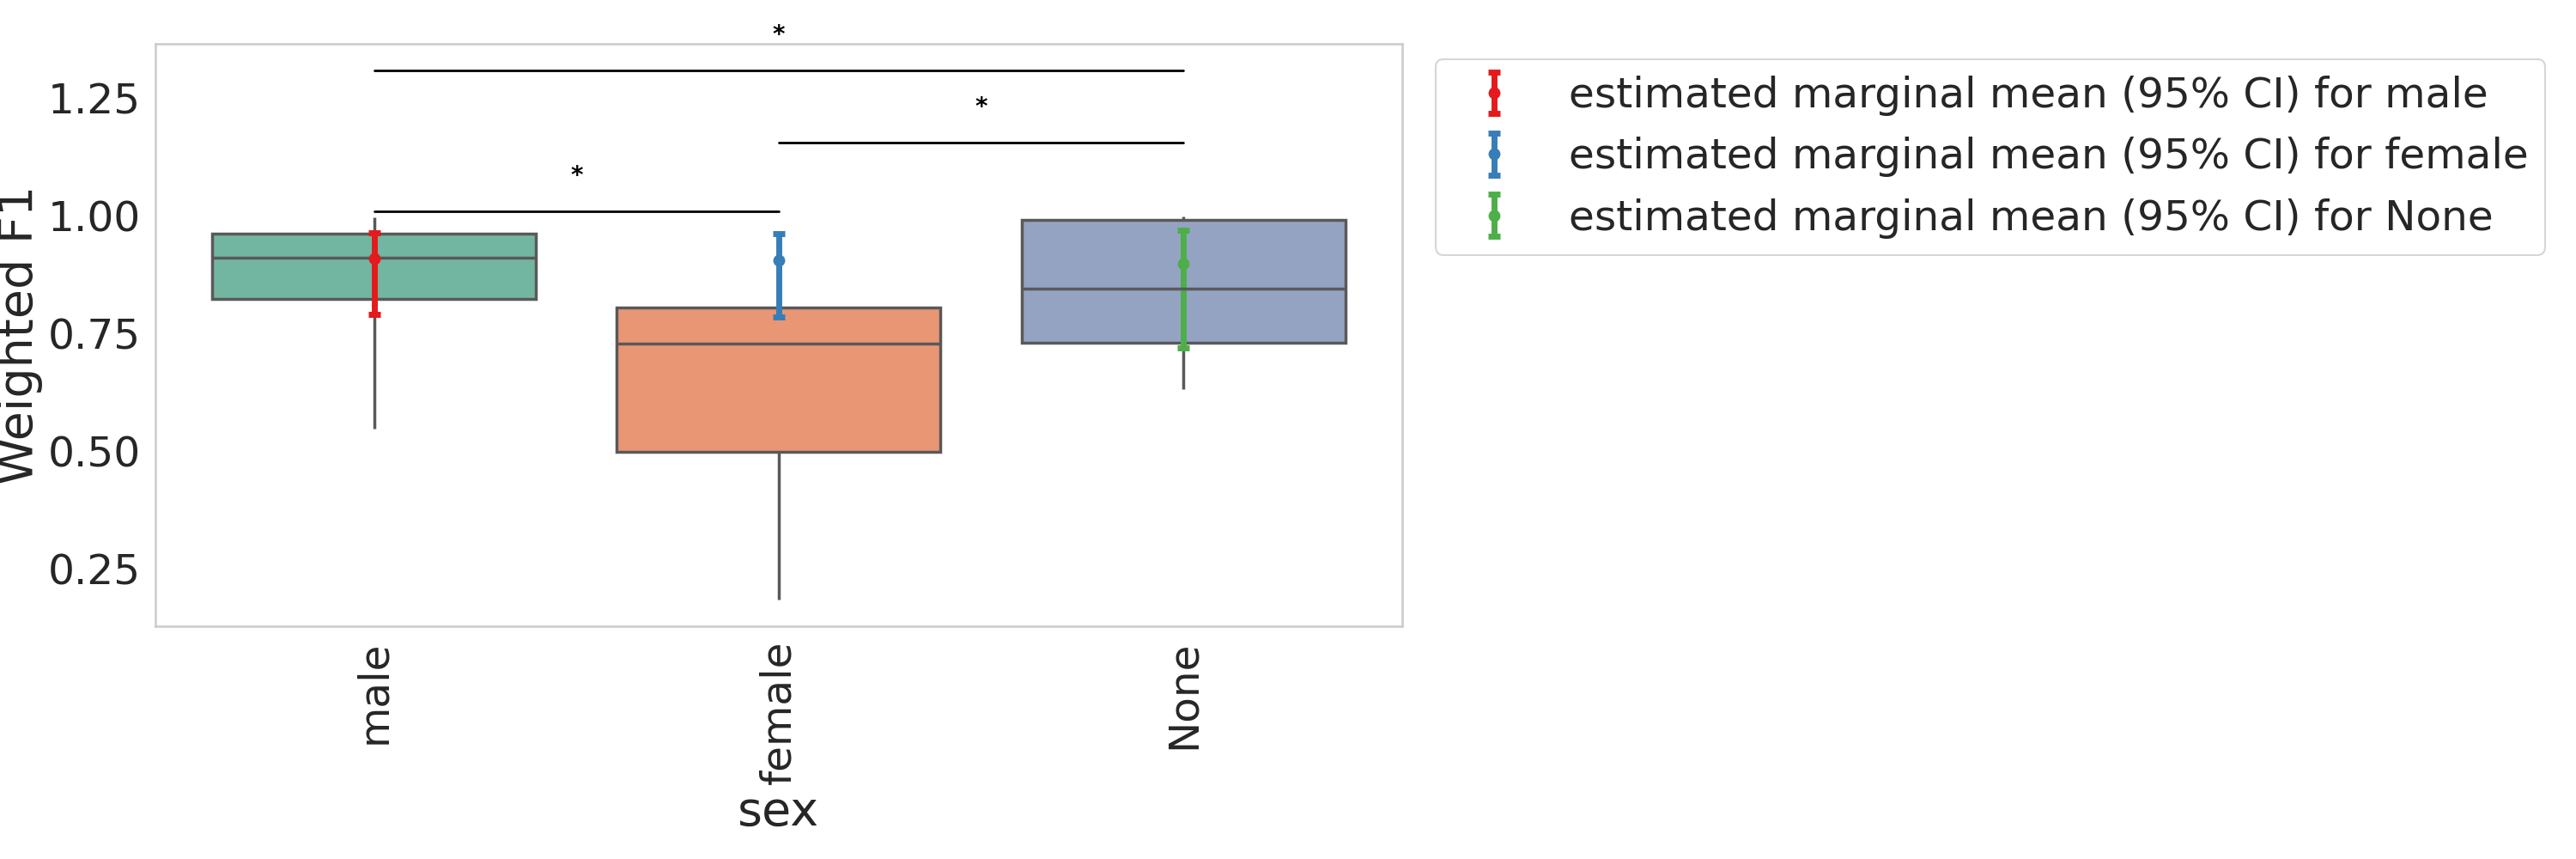 *
*
*
1.25
1.00
0.75
0.50
0.25
Weighted F1
male
female
None
sex
estimated marginal mean (95% CI) for male
estimated marginal mean (95% CI) for female
estimated marginal mean (95% CI) for None